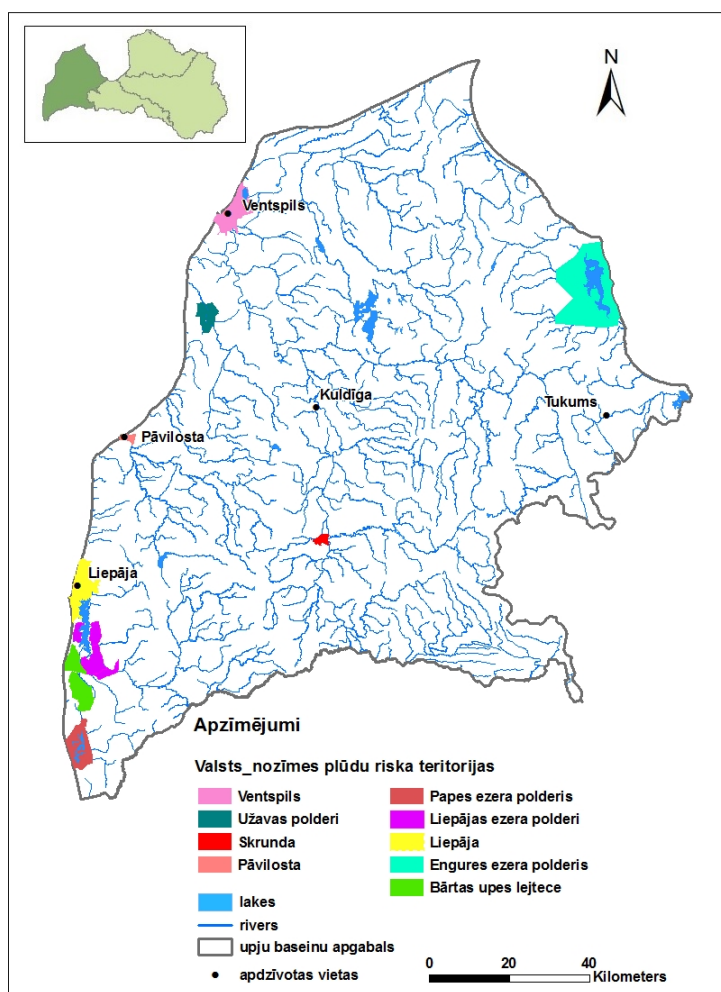 N
Ventspils
Kuldīga
Tukums
Pāvilosta
Liepāja
Apzīmējumi
Valsts_nozīmes plūdu riska teritorijas
Ventspils
Užavas polderi
Skrunda
Pāvilosta
Papes ezera polderis
Liepājas ezera polderi
Liepāja
Engures ezera polderis
Bārtas upes lejtece
lakes
rivers
upju baseinu apgabals
apdzīvotas vietas
0 20 40
Kilometers